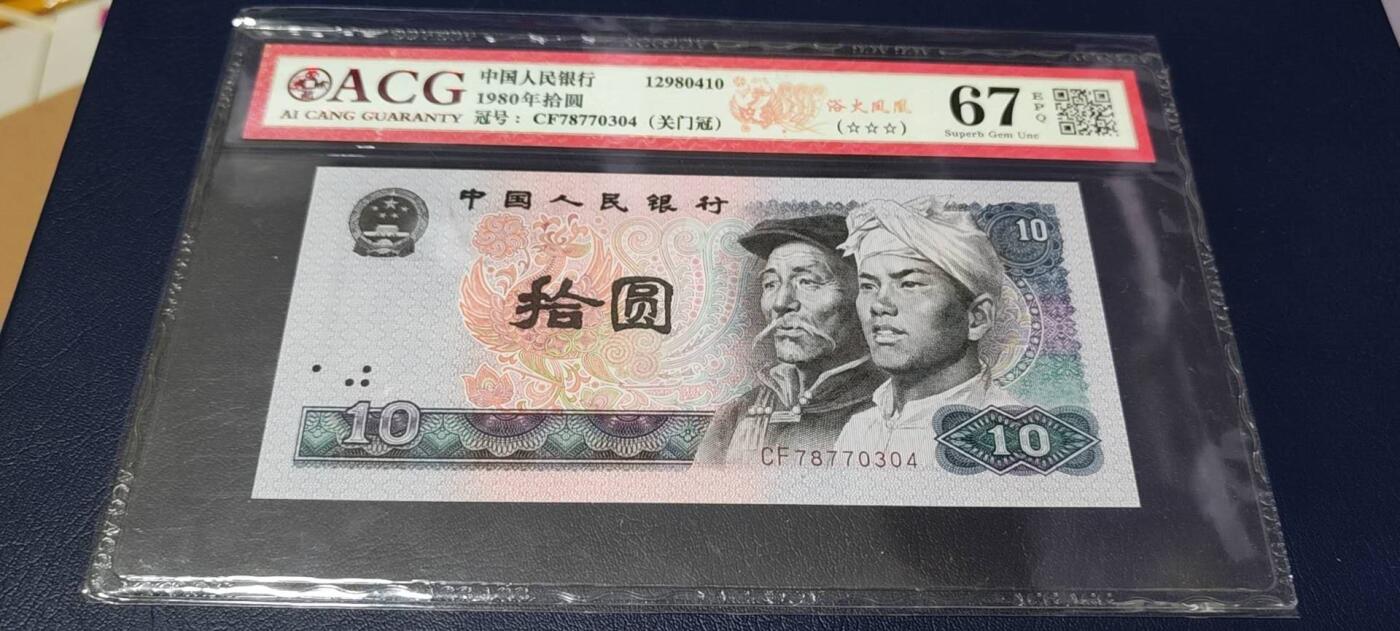 ACG
AI CANG GUARANTY
中国人民银行 12980410
1980年拾圆
冠号：CF78770304（关门冠）
浴火凤凰
(☆☆☆)
67
EPQ
Superb Gem Unc
中国人民银行
10
拾圆
10
CF78770304
10